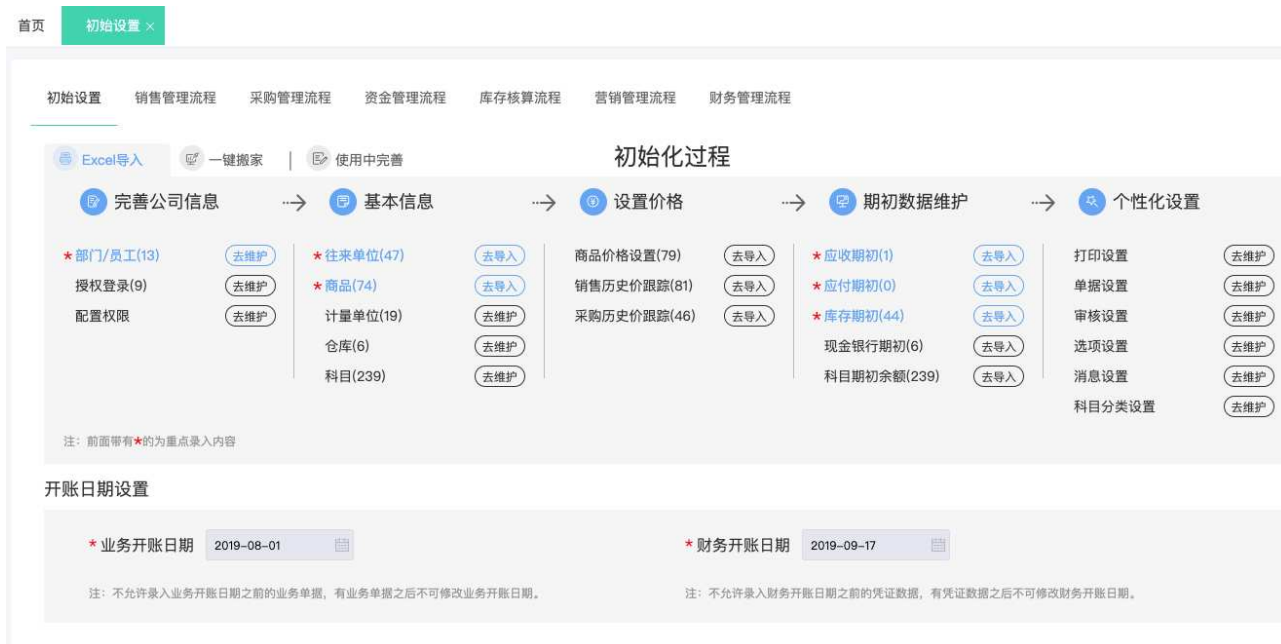 首页 初始设置 ×
初始设置 销售管理流程 采购管理流程 资金管理流程 库存核算流程 营销管理流程 财务管理流程
Excel导入 一键搬家 | 使用中完善 初始化过程
完善公司信息 基本信息 设置价格 期初数据维护 个性化设置
*部门/员工(13) 去维护 *往来单位(47) 去导入 商品价格设置(79) 去导入 *应收期初(1) 去导入 打印设置 去维护
授权登录(9) 去维护 *商品(74) 去导入 销售历史价跟踪(81) 去导入 *应付期初(0) 去导入 单据设置 去维护
配置权限 去维护 计量单位(19) 去维护 采购历史价跟踪(46) 去导入 *库存期初(44) 去导入 审核设置 去维护
仓库(6) 去维护 现金银行期初(6) 去导入 选项设置 去维护
科目(239) 去维护 科目期初余额(239) 去导入 消息设置 去维护
科目分类设置 去维护
注：前面带有*的为重点录入内容
开账日期设置
*业务开账日期 2019-08-01 *财务开账日期 2019-09-17
注：不允许录入业务开账日期之前的业务单据，有业务单据之后不可修改业务开账日期。 注：不允许录入财务开账日期之前的凭证数据，有凭证数据之后不可修改财务开账日期。